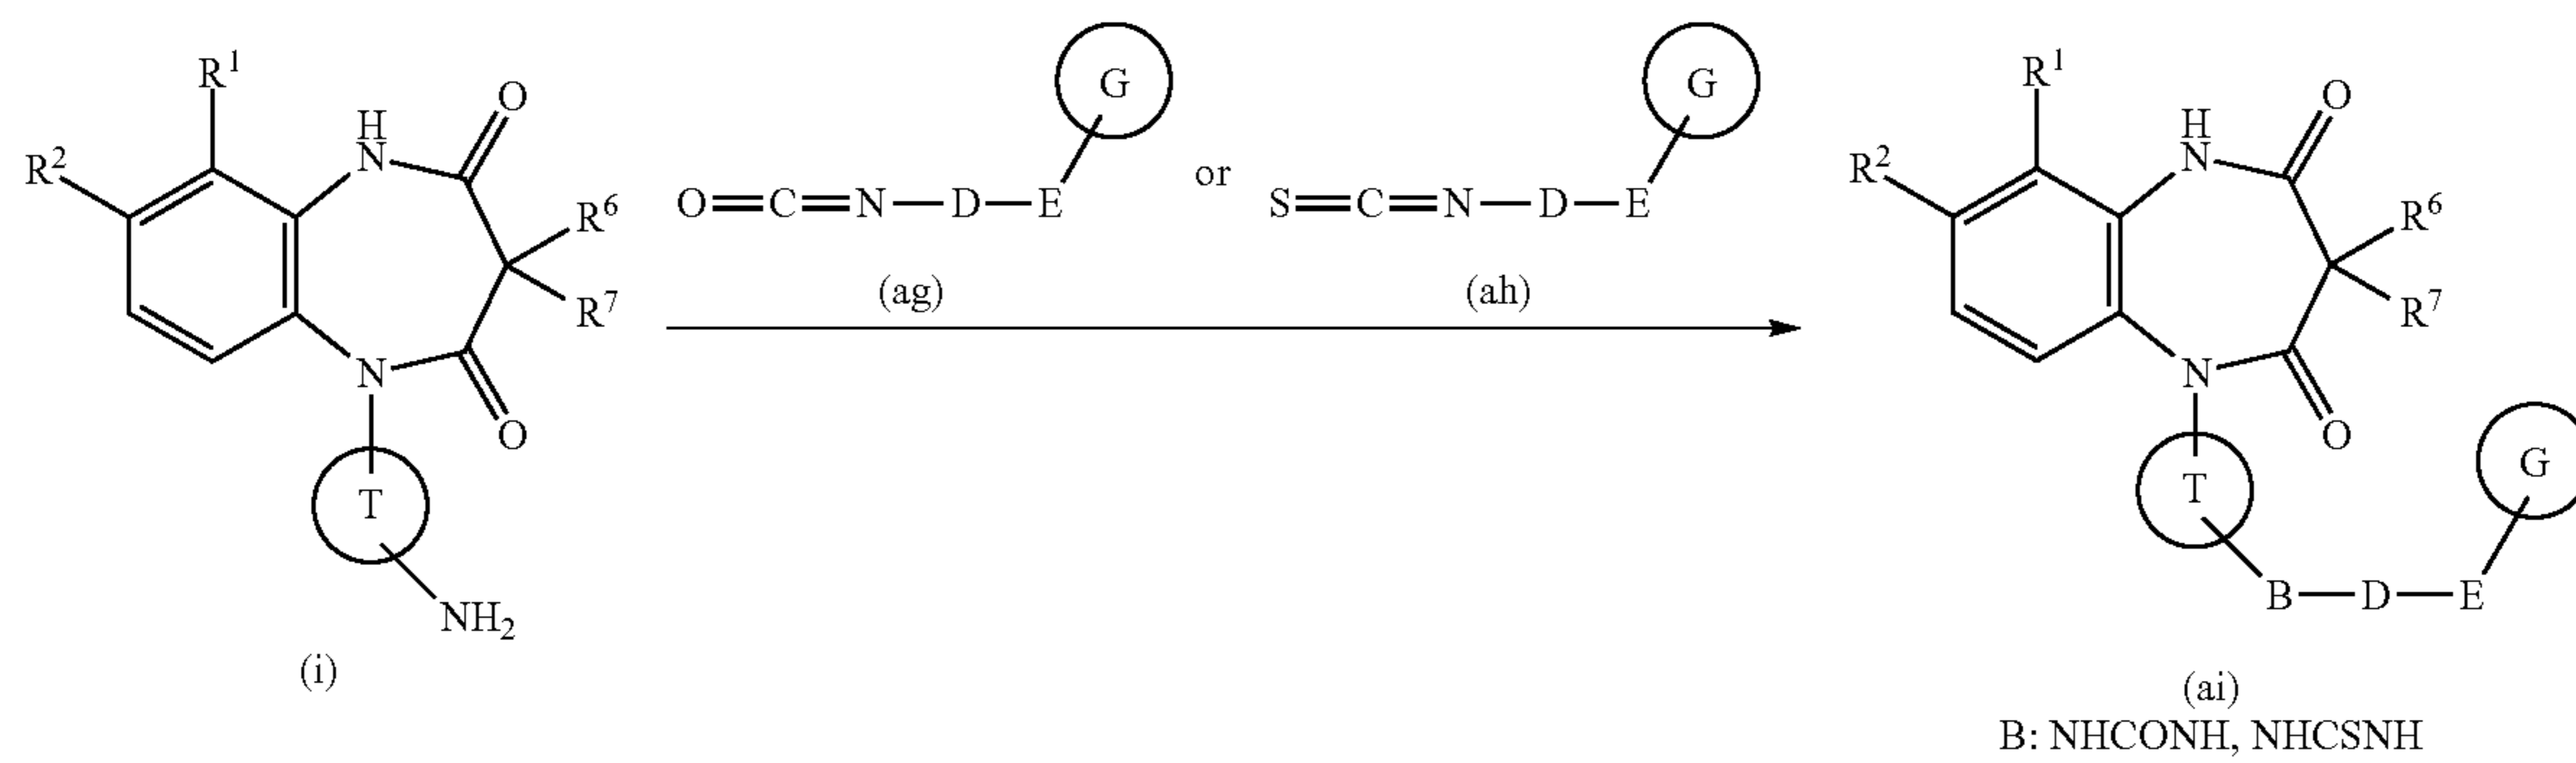 R¹
R²
H
N
O
R⁶
R⁷
N
O
T
NH₂
(i)
O=C=N—D—E
G
(ag)
or
S=C=N—D—E
G
(ah)
R¹
R²
H
N
O
R⁶
R⁷
N
O
T
B—D—E
G
(ai)
B: NHCONH, NHCSNH